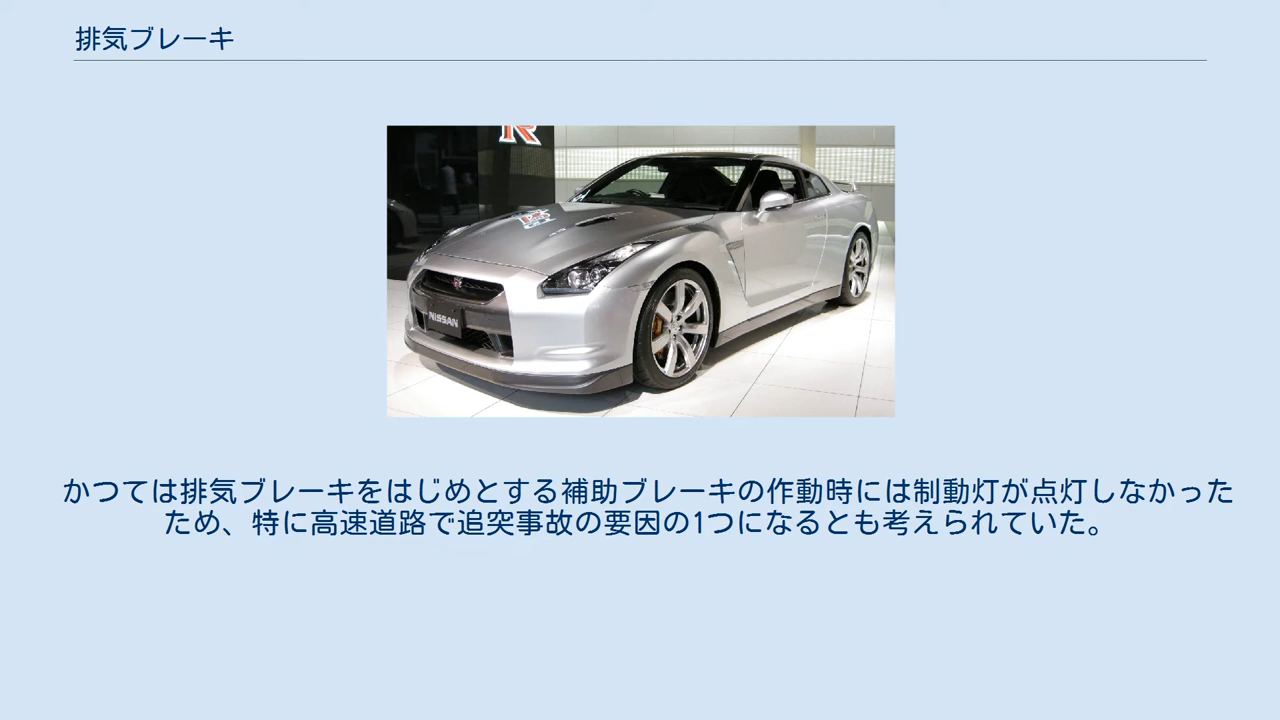 排気ブレーキ
R
NISSAN
かつては排気ブレーキをはじめとする補助ブレーキの作動時には制動灯が点灯しなかった
ため、特に高速道路で追突事故の要因の1つになるとも考えられていた。